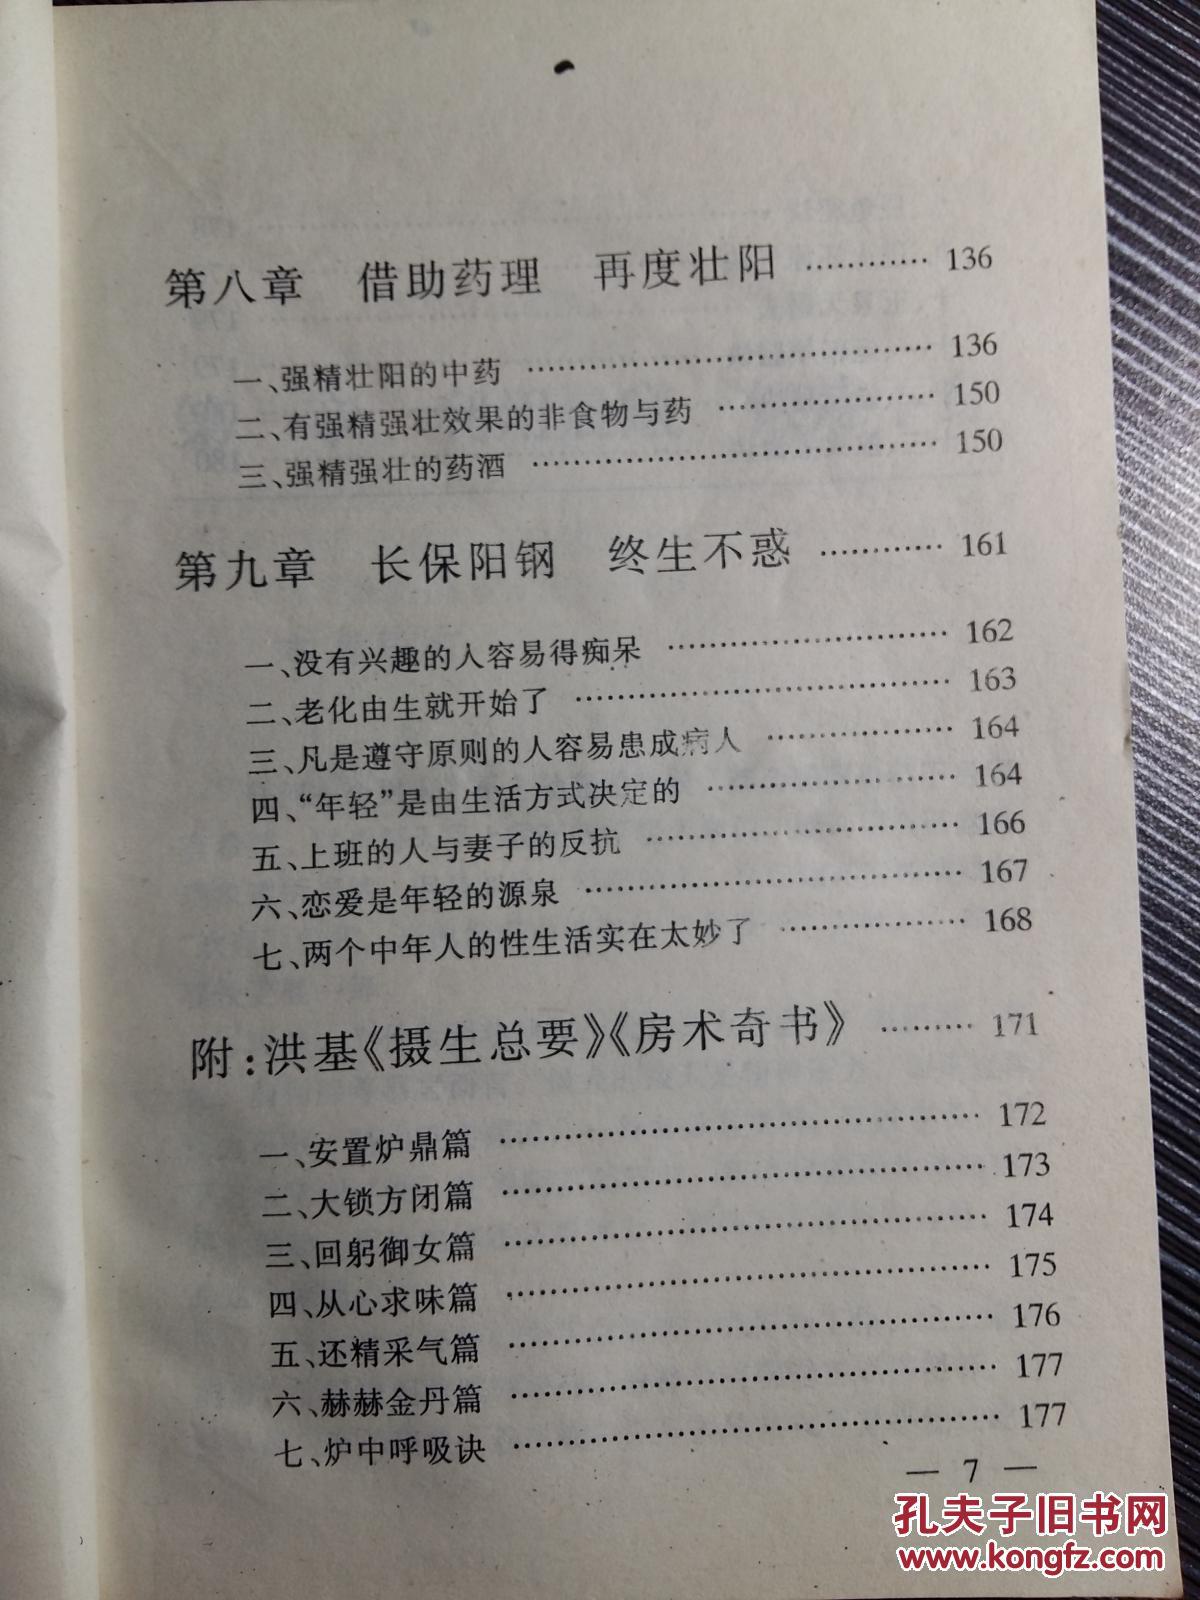 第八章 借助药理 再度壮阳 ………… 136
一、强精壮阳的中药 ………… 136
二、有强精强壮效果的非食物与药 ………… 150
三、强精强壮的药酒 ………… 150
第九章 长保阳钢 终生不惑 ………… 161
一、没有兴趣的人容易得痴呆 ………… 162
二、老化由生就开始了 ………… 163
三、凡是遵守原则的人容易患成病人 ………… 164
四、“年轻”是由生活方式决定的 ………… 164
五、上班的人与妻子的反抗 ………… 166
六、恋爱是年轻的源泉 ………… 167
七、两个中年人的性生活实在太妙了 ………… 168
附:洪基《摄生总要》《房术奇书》 ……… 171
一、安置炉鼎篇 ………… 172
二、大锁方闭篇 ………… 173
三、回躬御女篇 ………… 174
四、从心求味篇 ………… 175
五、还精采气篇 ………… 176
六、赫赫金丹篇 ………… 177
七、炉中呼吸诀 ………… 177
— 7 —
孔夫子旧书网
www.kongfz.com